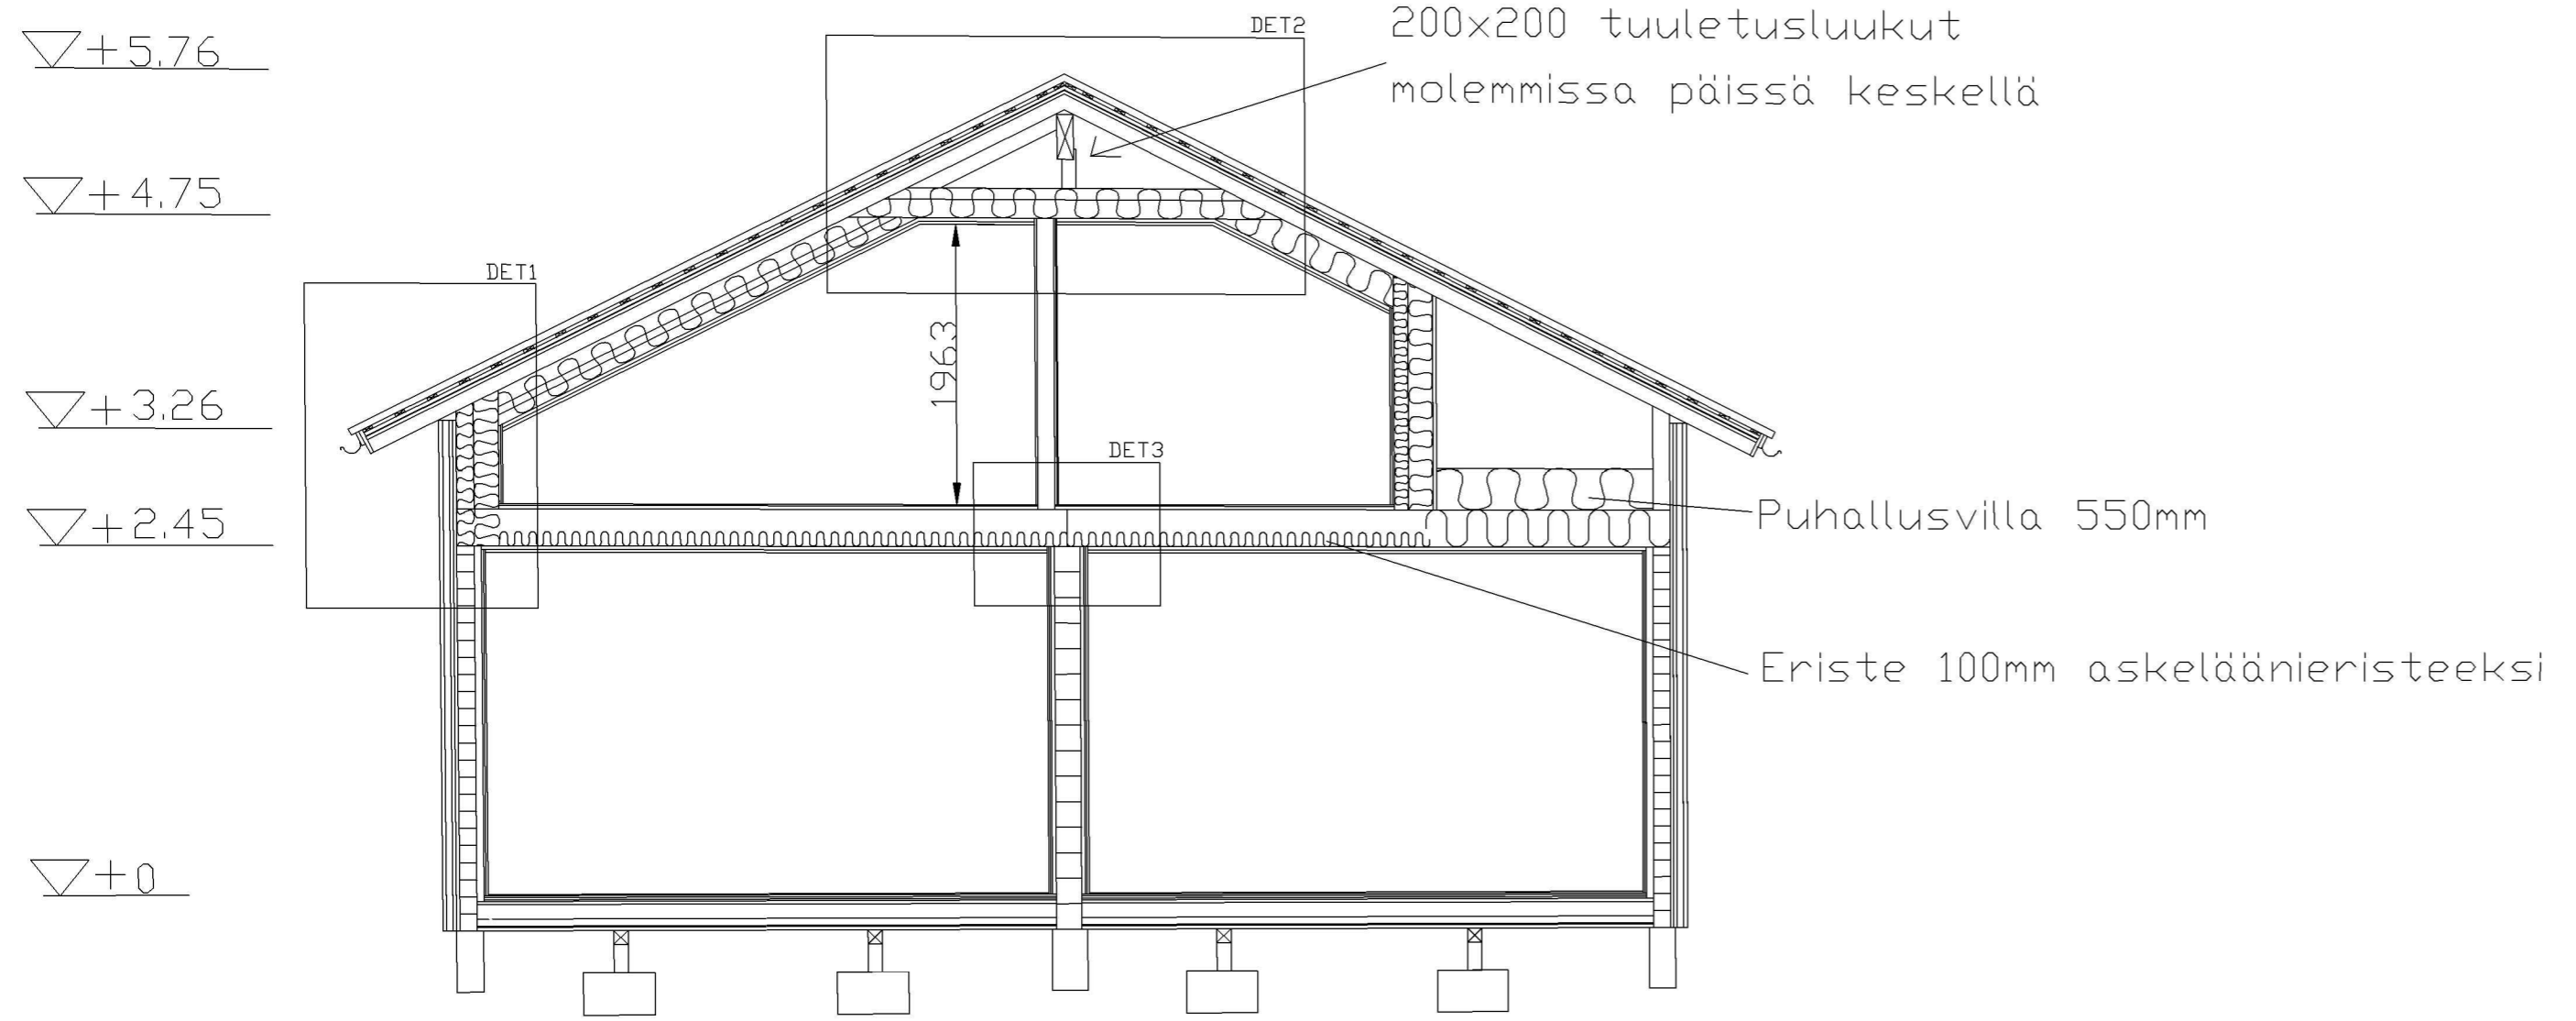 DET2
200x200 tuuletusluukut
molemmissa päissä keskellä
+5.76
+4.75
DET1
1963
+3.26
DET3
+2.45
Puhallusvilla 550mm
Eriste 100mm askeläänieristeeksi
+0